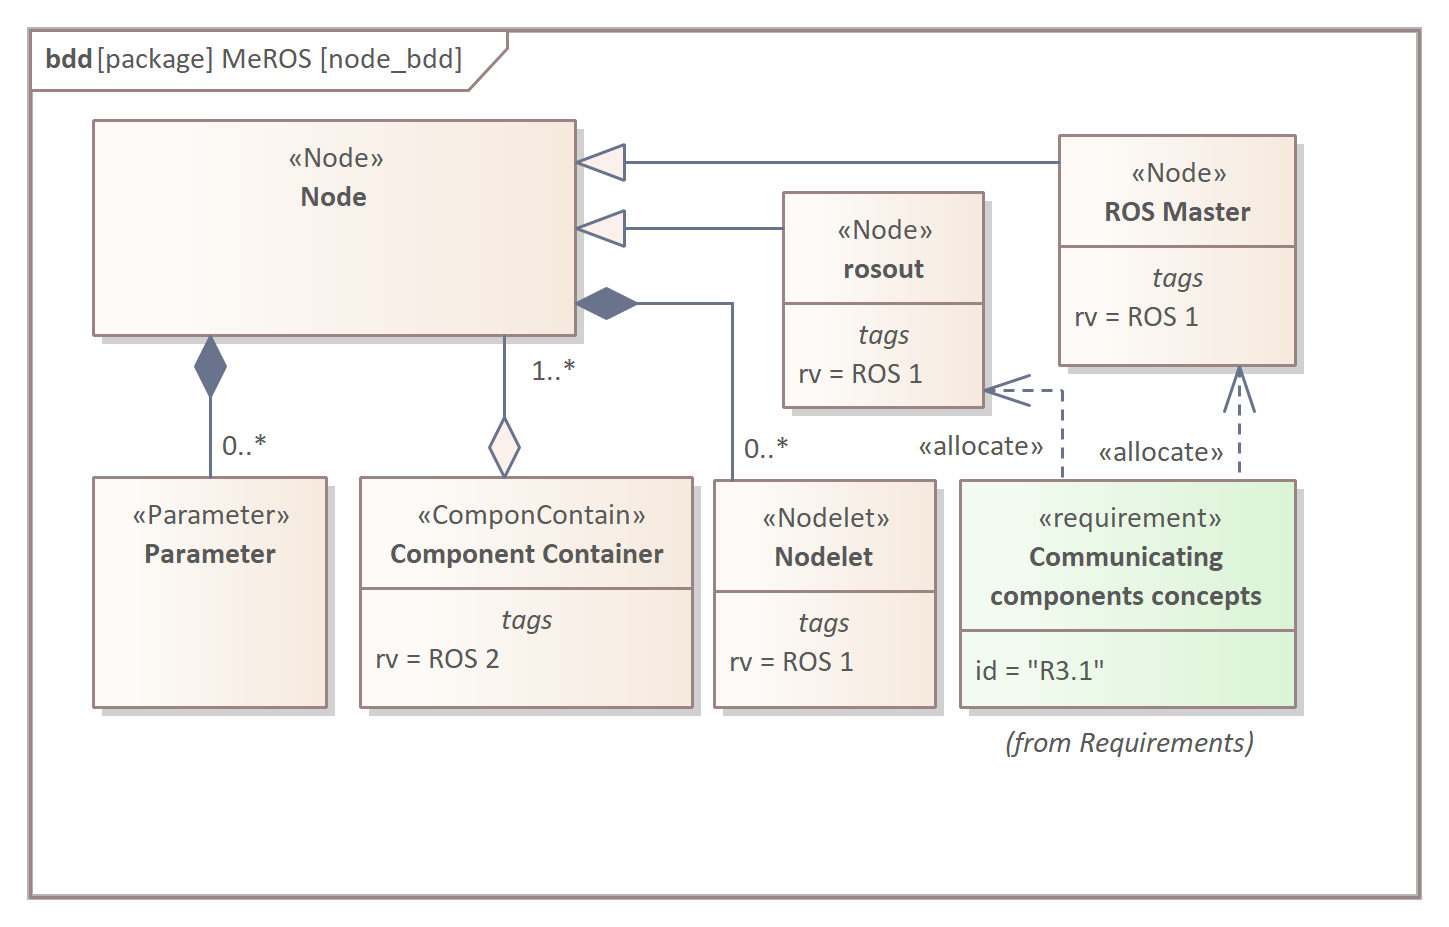 bdd [package] MeROS [node_bdd]
«Node»
Node
«Node»
ROS Master
tags
rv = ROS 1
«Node»
rosout
tags
rv = ROS 1
1..*
0..*
0..*
«allocate»
«allocate»
«Parameter»
Parameter
«ComponContain»
Component Container
tags
rv = ROS 2
«Nodelet»
Nodelet
tags
rv = ROS 1
«requirement»
Communicating
components concepts
id = "R3.1"
(from Requirements)